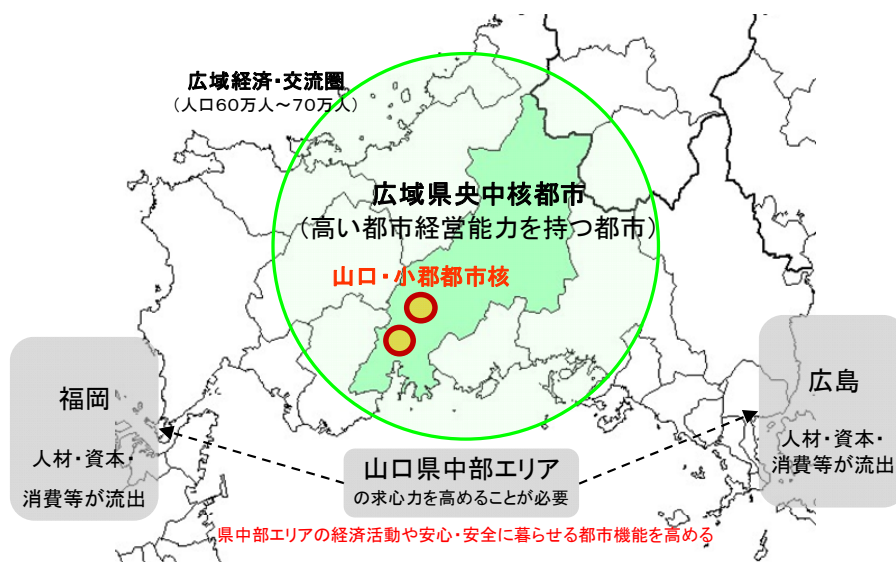 広域経済・交流圏
（人口６０万人～７０万人）
広域県央中核都市
（高い都市経営能力を持つ都市）
山口・小郡都市核
福岡
人材・資本・
消費等が流出
広島
人材・資本・
消費等が流出
山口県中部エリア
の求心力を高めることが必要
県中部エリアの経済活動や安心・安全に暮らせる都市機能を高める